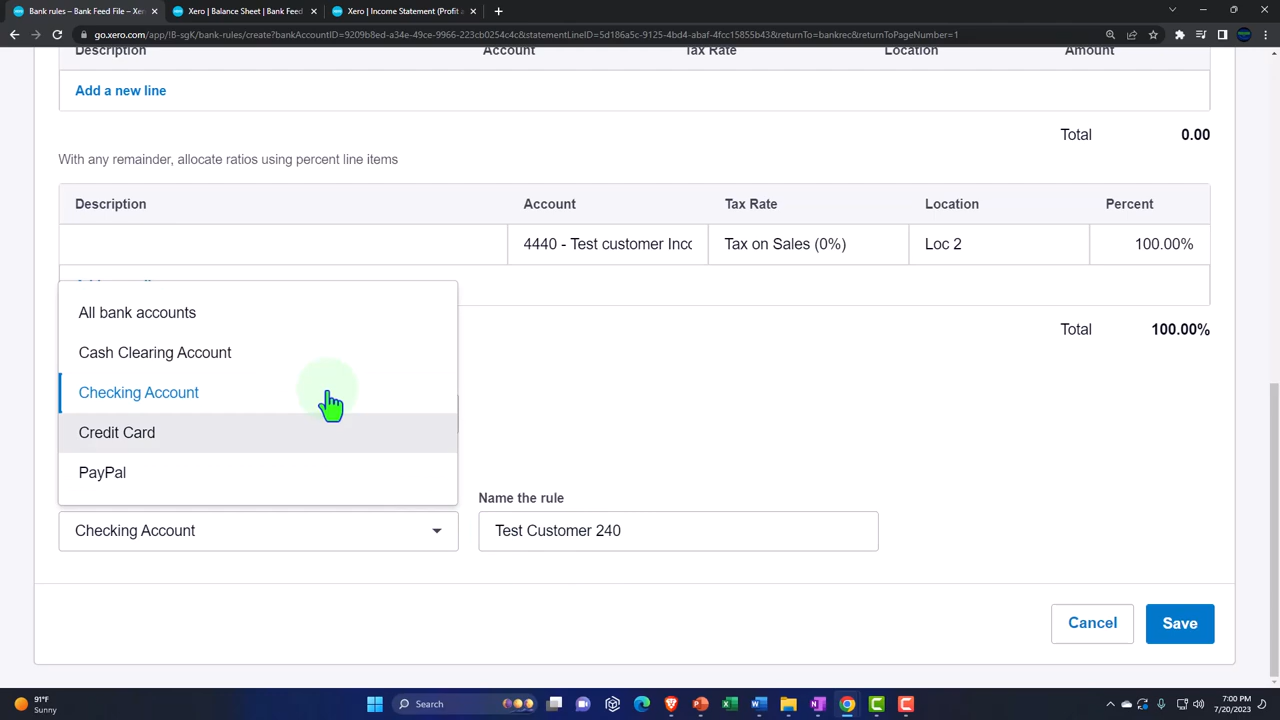 Bank rules – Bank Feed – File –
Xero | Balance Sheet | Bank Feed
Xero | Income Statement (Profit a
go.xero.com/app/!B-sgK/bank-rules/create?bankAccountID=9209b8ed-a34e-49ce-9966-223cb0254c4c&statementLineID=5d186a5c-9125-4bd4-abaf-4fcc15855b43&returnTo=bankrec&returnToPageNumber=1
Description Account Tax Rate Location Amount
Add a new line
Total 0.00
With any remainder, allocate ratios using percent line items
Description Account Tax Rate Location Percent
4440 - Test customer Inco Tax on Sales (0%) Loc 2 100.00%
Total 100.00%
All bank accounts
Cash Clearing Account
Checking Account
Credit Card
PayPal
Name the rule
Checking Account Test Customer 240
Cancel Save
91°F
Sunny
Search
7:00 PM
7/20/2023